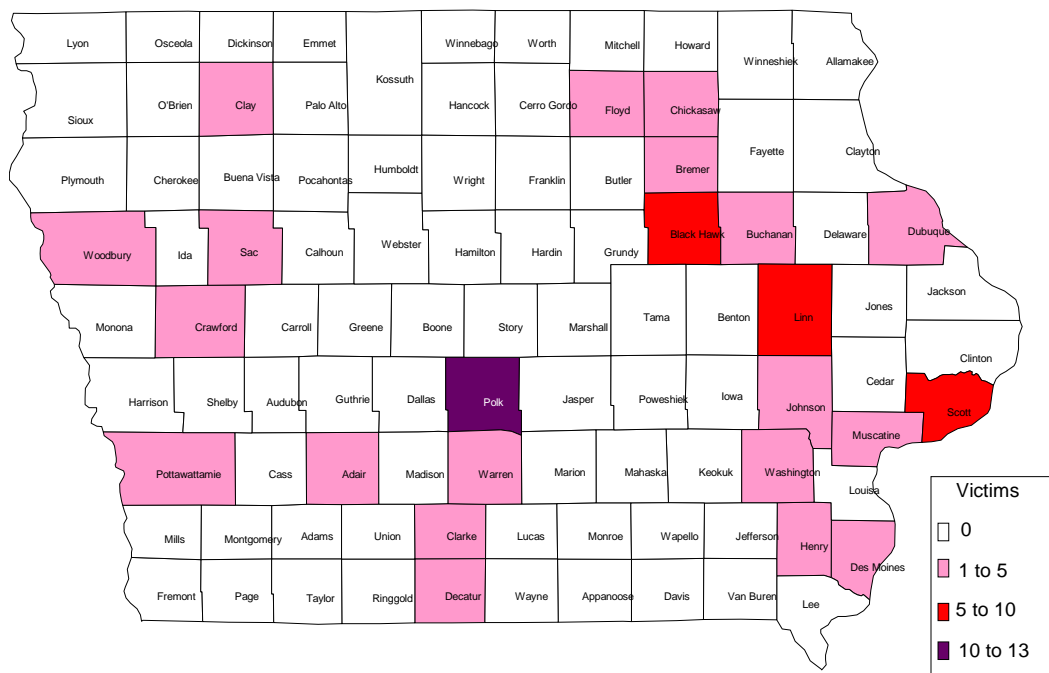 Lyon Osceola Dickinson Emmet Winnebago Worth Mitchell Howard Winneshiek Allamakee
Kossuth
Sioux O'Brien Clay Palo Alto Hancock Cerro Gordo Floyd Chickasaw
Plymouth Cherokee Buena Vista Pocahontas Humboldt Wright Franklin Butler Bremer Fayette Clayton
Woodbury Ida Sac Calhoun Webster Hamilton Hardin Grundy Black Hawk Buchanan Delaware Dubuque
Monona Crawford Carroll Greene Boone Story Marshall Tama Benton Linn Jones Jackson
Clinton
Harrison Shelby Audubon Guthrie Dallas Polk Jasper Poweshiek Iowa Johnson Cedar Scott
Muscatine
Pottawattamie Cass Adair Madison Warren Marion Mahaska Keokuk Washington Louisa
Mills Montgomery Adams Union Clarke Lucas Monroe Wapello Jefferson Henry Des Moines
Fremont Page Taylor Ringgold Decatur Wayne Appanoose Davis Van Buren Lee
Victims
0
1 to 5
5 to 10
10 to 13